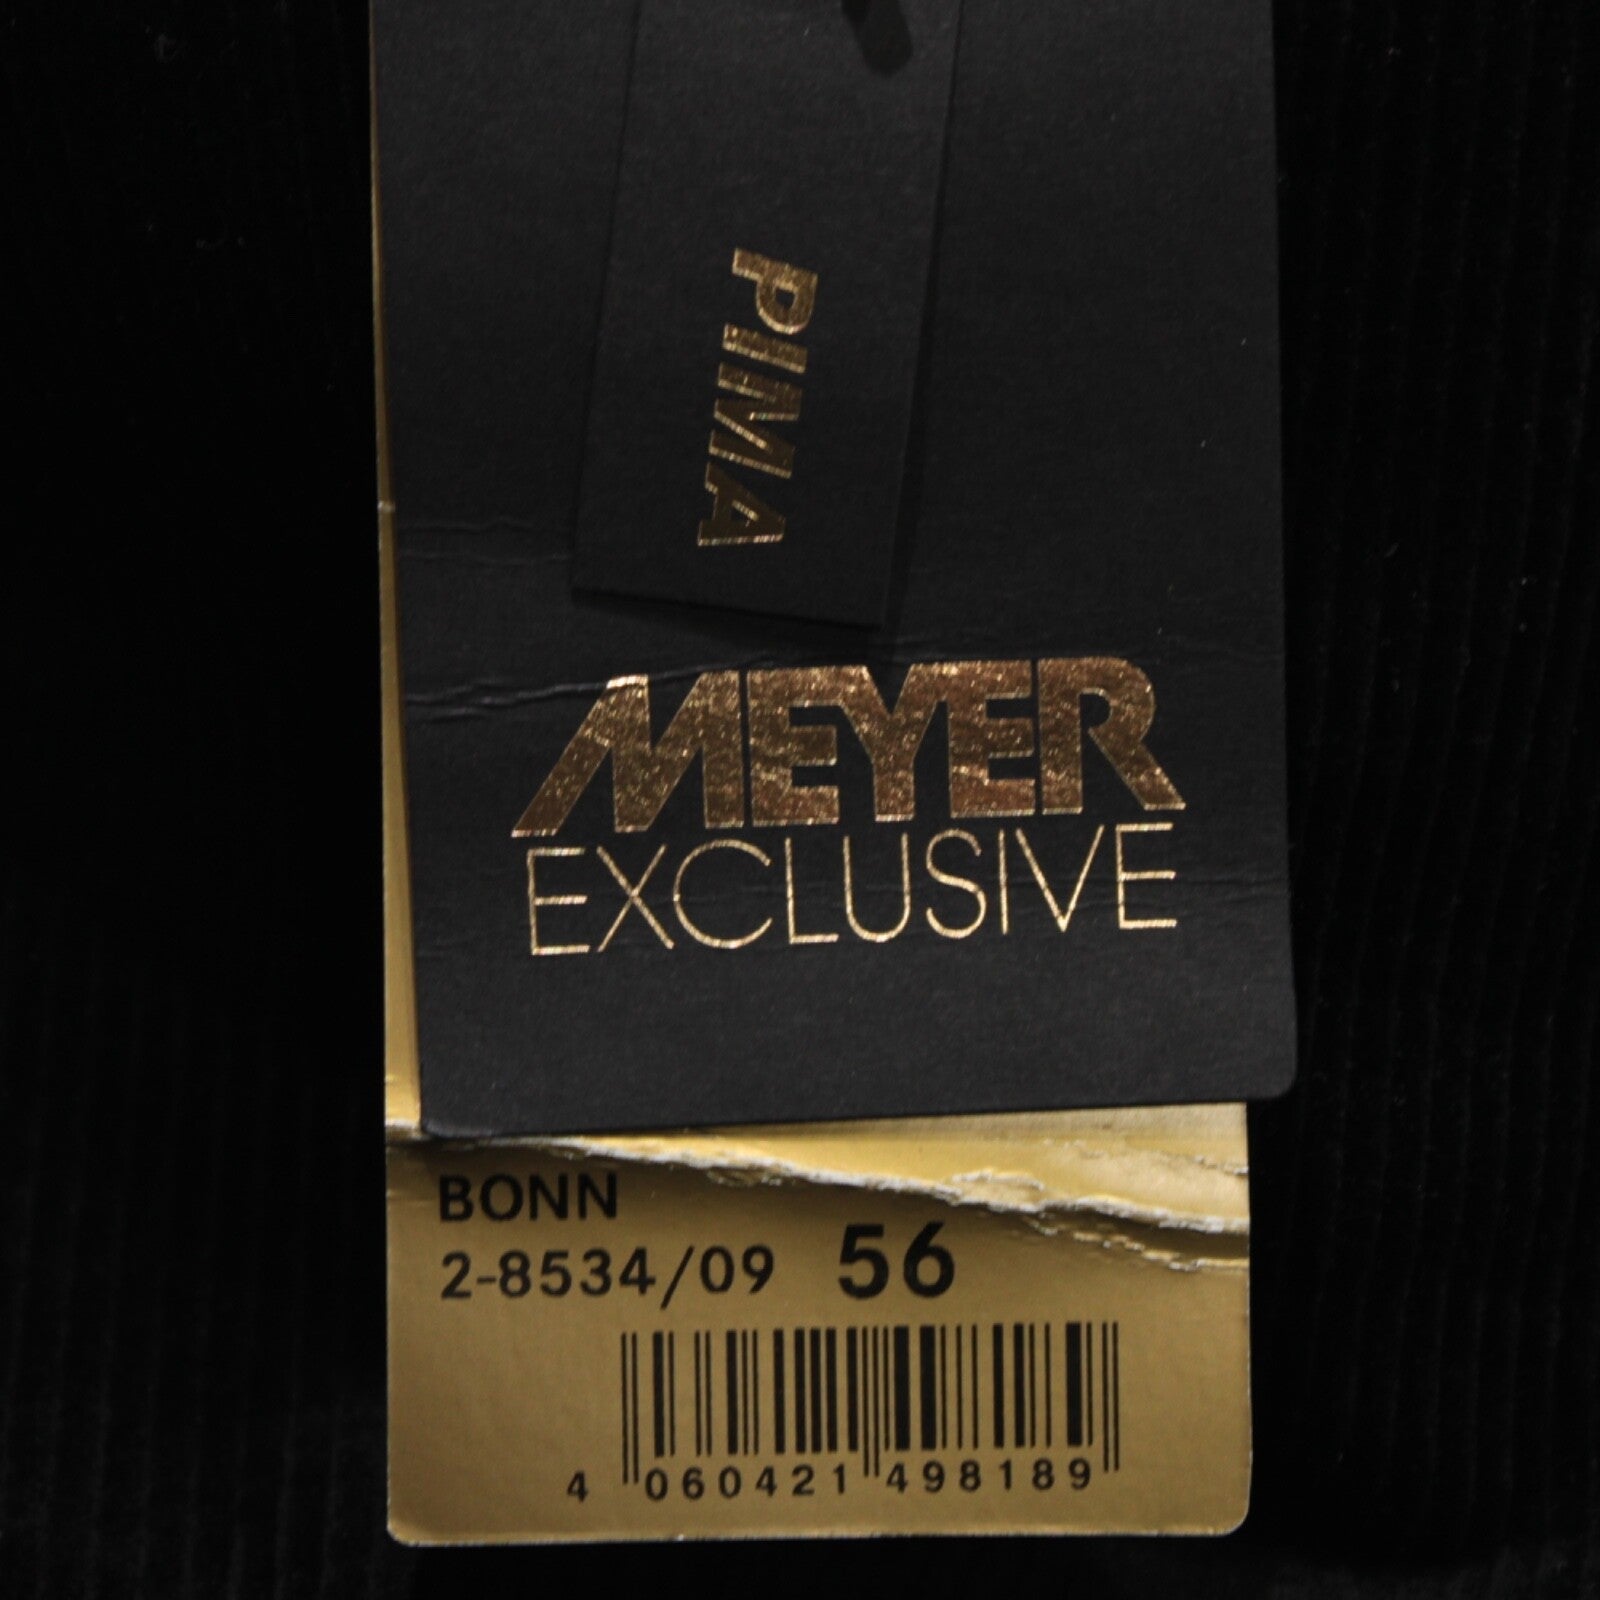 PIMA
MEYER
EXCLUSIVE
BONN
2-8534/09 56
4 060421 498189